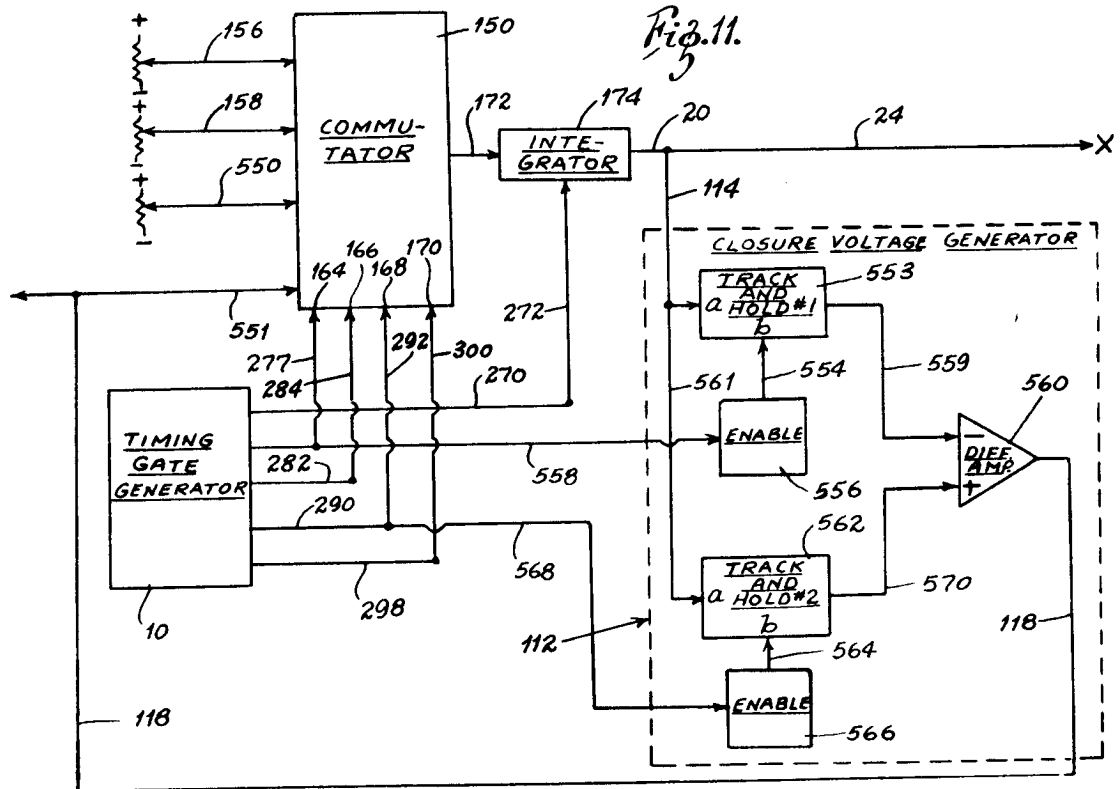 Fig.11.
+
156
150
-
+
158
COMMU-
TATOR
172
174
20
24
X
INTE-
GRATOR
-
+
550
114
-
CLOSURE VOLTAGE GENERATOR
164
166
168
170
272
TRACK
AND
HOLD #1
a
b
553
551
277
284
292
300
270
561
554
559
560
TIMING
GATE
GENERATOR
282
558
ENABLE
556
-
DIFF.
AMP.
+
290
568
562
298
TRACK
AND
HOLD #2
a
b
570
10
112
564
118
118
ENABLE
566